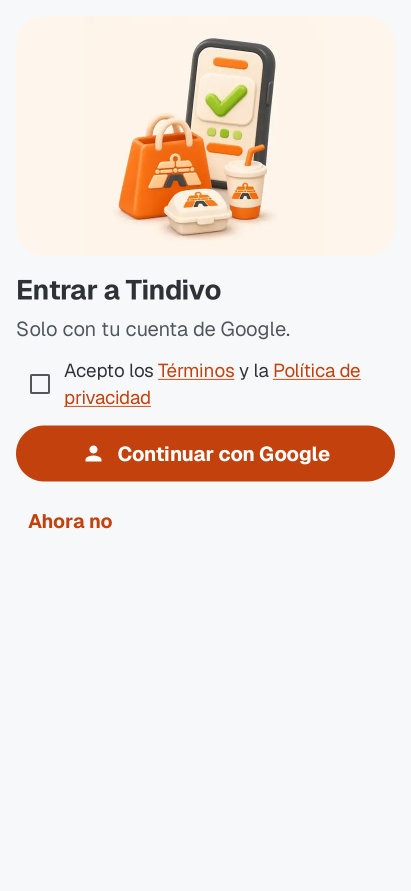 Entrar a Tindivo
Solo con tu cuenta de Google.
Acepto los Términos y la Política de
privacidad
Continuar con Google
Ahora no